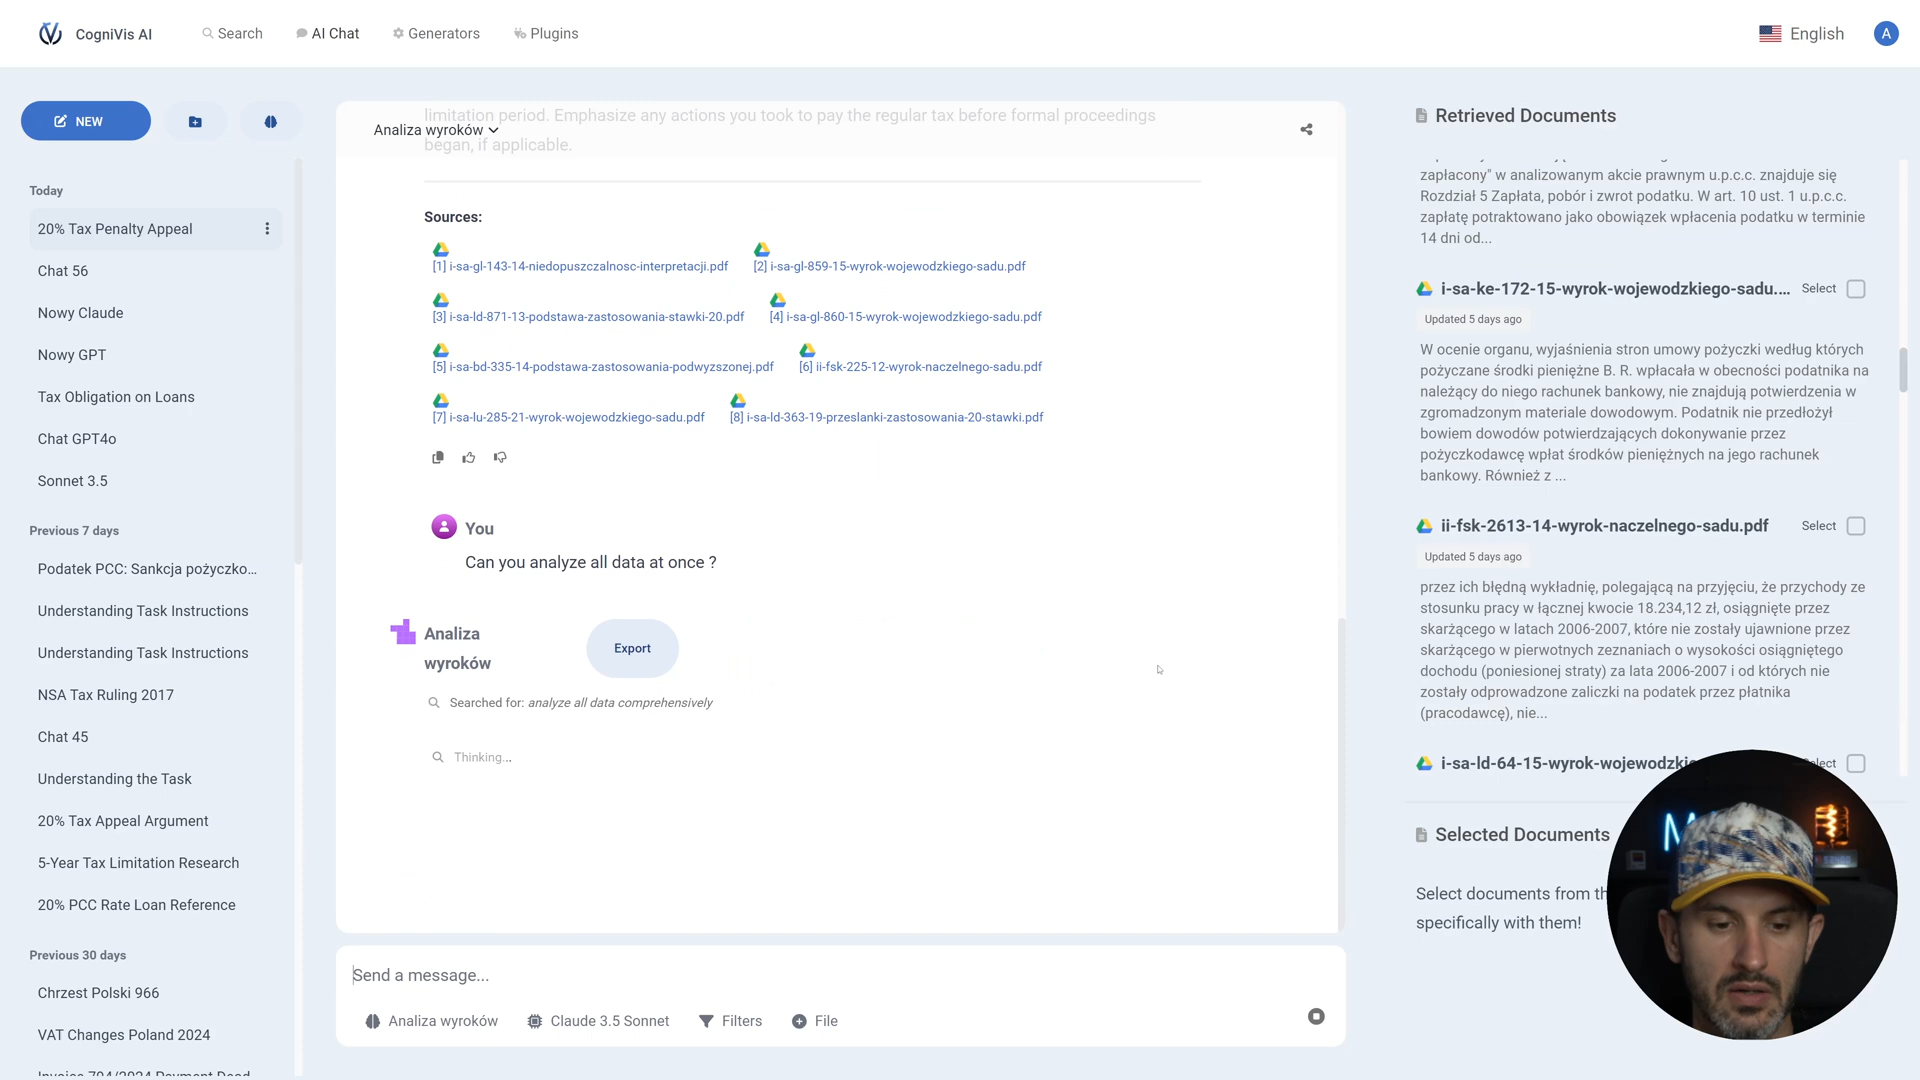 CogniVis AI
Search
AI Chat
Generators
Plugins
English
A
NEW
Today
20% Tax Penalty Appeal
Chat 56
Nowy Claude
Nowy GPT
Tax Obligation on Loans
Chat GPT4o
Sonnet 3.5
Previous 7 days
Podatek PCC: Sankcja pożyczko...
Understanding Task Instructions
Understanding Task Instructions
NSA Tax Ruling 2017
Chat 45
Understanding the Task
20% Tax Appeal Argument
5-Year Tax Limitation Research
20% PCC Rate Loan Reference
Previous 30 days
Chrzest Polski 966
VAT Changes Poland 2024
limitation period. Emphasize any actions you took to pay the regular tax before formal proceedings
Analiza wyroków
began, if applicable.
Sources:
[1] i-sa-gl-143-14-niedopuszczalnosc-interpretacji.pdf
[2] i-sa-gl-859-15-wyrok-wojewodzkiego-sadu.pdf
[3] i-sa-ld-871-13-podstawa-zastosowania-stawki-20.pdf
[4] i-sa-gl-860-15-wyrok-wojewodzkiego-sadu.pdf
[5] i-sa-bd-335-14-podstawa-zastosowania-podwyzszonej.pdf
[6] ii-fsk-225-12-wyrok-naczelnego-sadu.pdf
[7] i-sa-lu-285-21-wyrok-wojewodzkiego-sadu.pdf
[8] i-sa-ld-363-19-przeslanki-zastosowania-20-stawki.pdf
You
Can you analyze all data at once ?
Analiza
wyroków
Export
Searched for: analyze all data comprehensively
Thinking...
Send a message...
Analiza wyroków
Claude 3.5 Sonnet
Filters
File
Retrieved Documents
zapłacony" w analizowanym akcie prawnym u.p.c.c. znajduje się
Rozdział 5 Zapłata, pobór i zwrot podatku. W art. 10 ust. 1 u.p.c.c.
zapłatę potraktowano jako obowiązek wpłacenia podatku w terminie
14 dni od...
i-sa-ke-172-15-wyrok-wojewodzkiego-sadu....
Select
Updated 5 days ago
W ocenie organu, wyjaśnienia stron umowy pożyczki według których
pożyczane środki pieniężne B. R. wpłacała w obecności podatnika na
należący do niego rachunek bankowy, nie znajdują potwierdzenia w
zgromadzonym materiale dowodowym. Podatnik nie przedłożył
bowiem dowodów potwierdzających dokonywanie przez
pożyczkodawcę wpłat środków pieniężnych na jego rachunek
bankowy. Również z ...
ii-fsk-2613-14-wyrok-naczelnego-sadu.pdf
Select
Updated 5 days ago
przez ich błędną wykładnię, polegającą na przyjęciu, że przychody ze
stosunku pracy w łącznej kwocie 18.234,12 zł, osiągnięte przez
skarżącego w latach 2006-2007, które nie zostały ujawnione przez
skarżącego w pierwotnych zeznaniach o wysokości osiągniętego
dochodu (poniesionej straty) za lata 2006-2007 i od których nie
zostały odprowadzone zaliczki na podatek przez płatnika
(pracodawcę), nie...
i-sa-ld-64-15-wyrok-wojewodzkie
Selected Documents
Select documents from th
specifically with them!